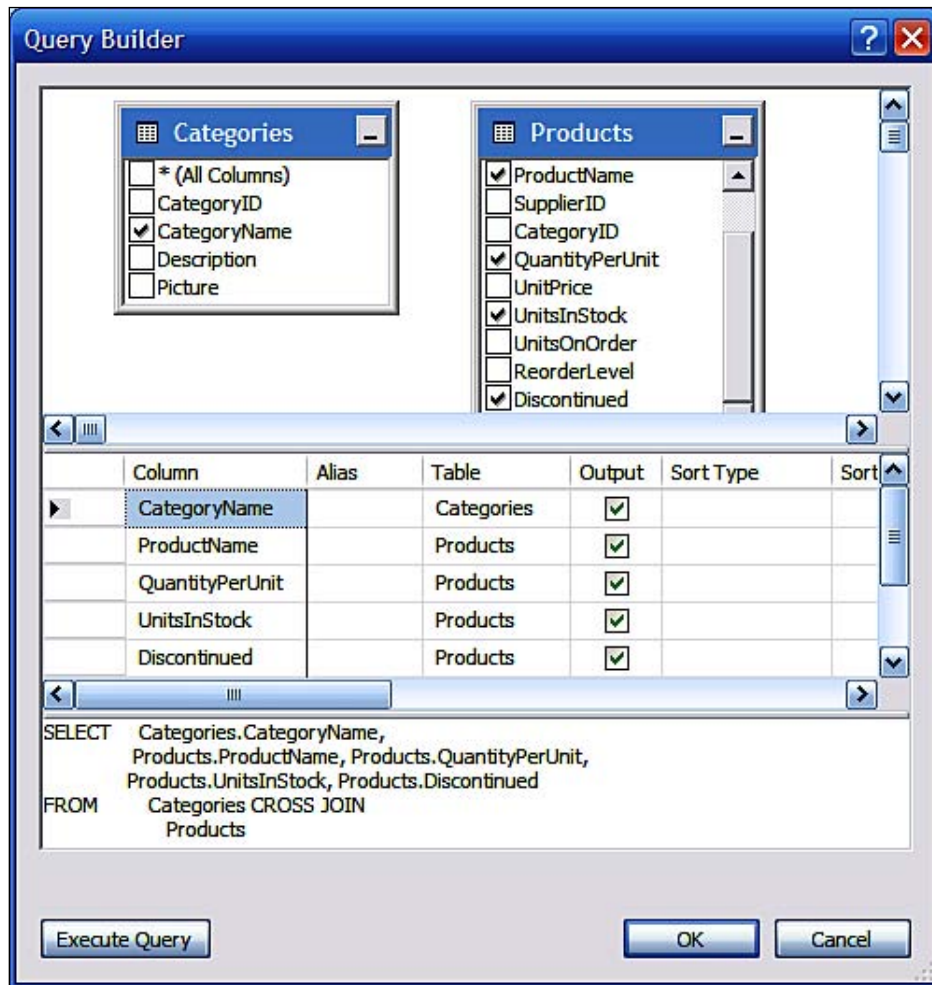 Query Builder
Categories
* (All Columns)
CategoryID
CategoryName
Description
Picture
Products
ProductName
SupplierID
CategoryID
QuantityPerUnit
UnitPrice
UnitsInStock
UnitsOnOrder
ReorderLevel
Discontinued
Column Alias Table Output Sort Type Sort
CategoryName Categories
ProductName Products
QuantityPerUnit Products
UnitsInStock Products
Discontinued Products
SELECT Categories.CategoryName,
Products.ProductName, Products.QuantityPerUnit,
Products.UnitsInStock, Products.Discontinued
FROM Categories CROSS JOIN
Products
Execute Query OK Cancel